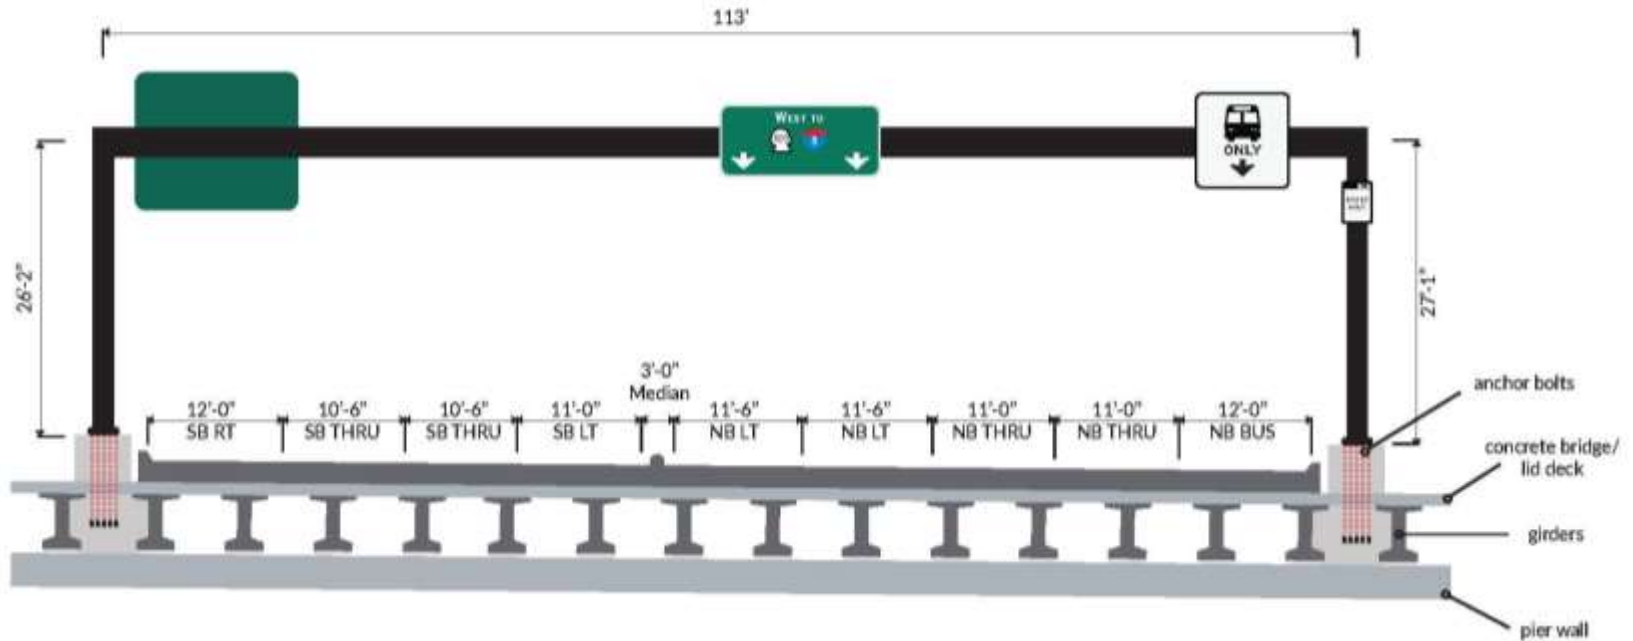 113'
WEST TO
5
ONLY
26'-2"
27'-1"
3'-0"
Median
12'-0"
SB RT
10'-6"
SB THRU
10'-6"
SB THRU
11'-0"
SB LT
11'-6"
NB LT
11'-6"
NB LT
11'-0"
NB THRU
11'-0"
NB THRU
12'-0"
NB BUS
anchor bolts
concrete bridge/
lid deck
girders
pier wall